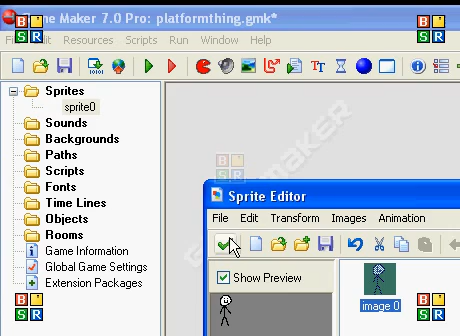 Game Maker 7.0 Pro: platformthing.gmk*
Edit Resources Scripts Run Window Help
Sprites
sprite0
Sounds
Backgrounds
Paths
Scripts
Fonts
Time Lines
Objects
Rooms
Game Information
Global Game Settings
Extension Packages
Sprite Editor
File Edit Transform Images Animation
Show Preview
image 0
B S R
B S R
B S R
B S R
B S R